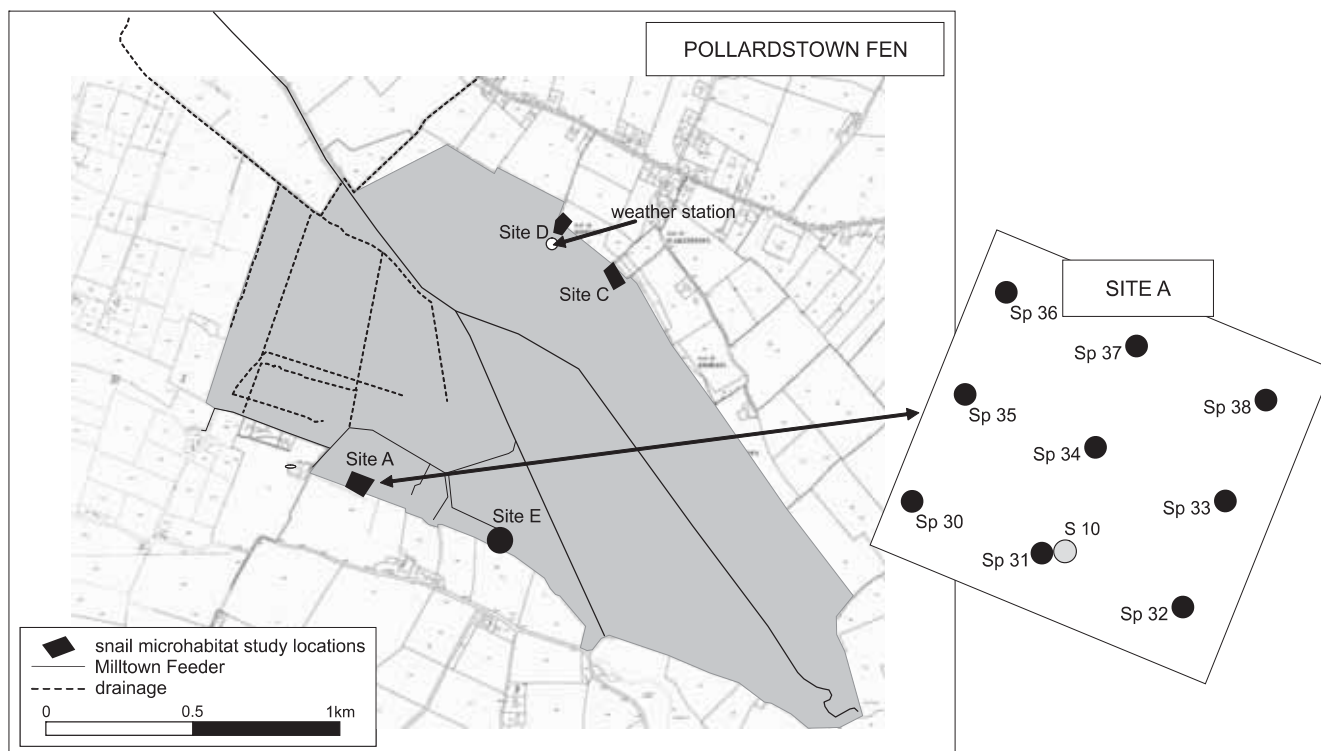 POLLARDSTOWN FEN
weather station
Site D
Site C
Site A
Site E
SITE A
Sp 36
Sp 37
Sp 35
Sp 38
Sp 34
Sp 30
Sp 33
S 10
Sp 31
Sp 32
snail microhabitat study locations
Milltown Feeder
drainage
0 0.5 1km